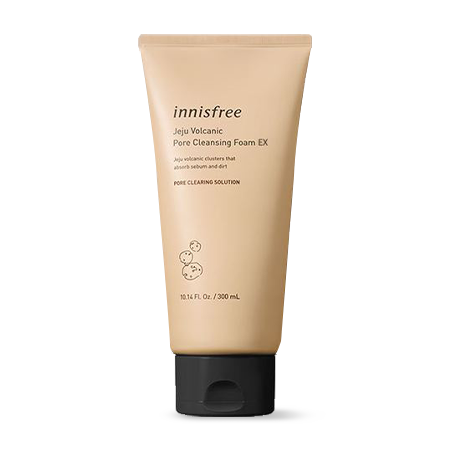 innisfree
Jeju Volcanic
Pore Cleansing Foam EX
Jeju volcanic clusters that
absorb sebum and dirt
PORE CLEARING SOLUTION
10.14 Fl. Oz. / 300 mL